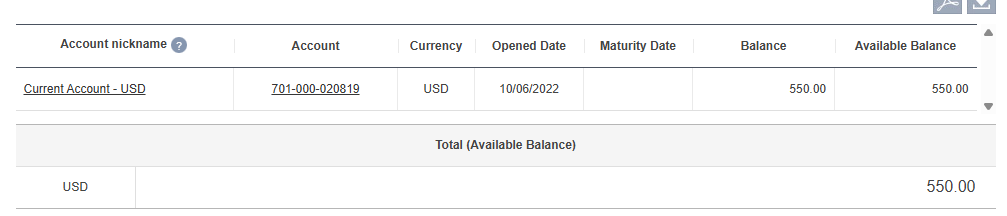 Account nickname ? Account Currency Opened Date Maturity Date Balance Available Balance
Current Account - USD 701-000-020819 USD 10/06/2022 550.00 550.00
Total (Available Balance)
USD 550.00